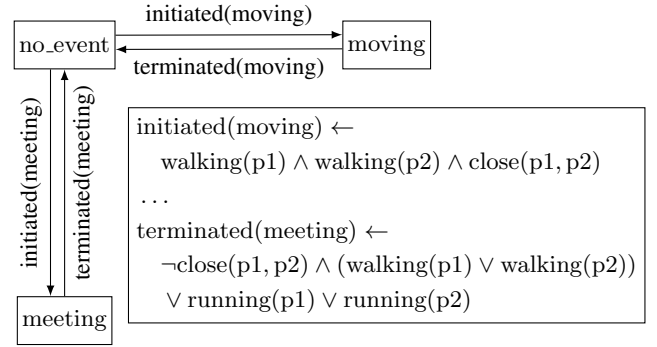 initiated(moving)
no_event
moving
terminated(moving)
initiated(meeting)
terminated(meeting)
initiated(moving) ←
walking(p1) ∧ walking(p2) ∧ close(p1, p2)
...
terminated(meeting) ←
¬close(p1, p2) ∧ (walking(p1) ∨ walking(p2))
∨ running(p1) ∨ running(p2)
meeting